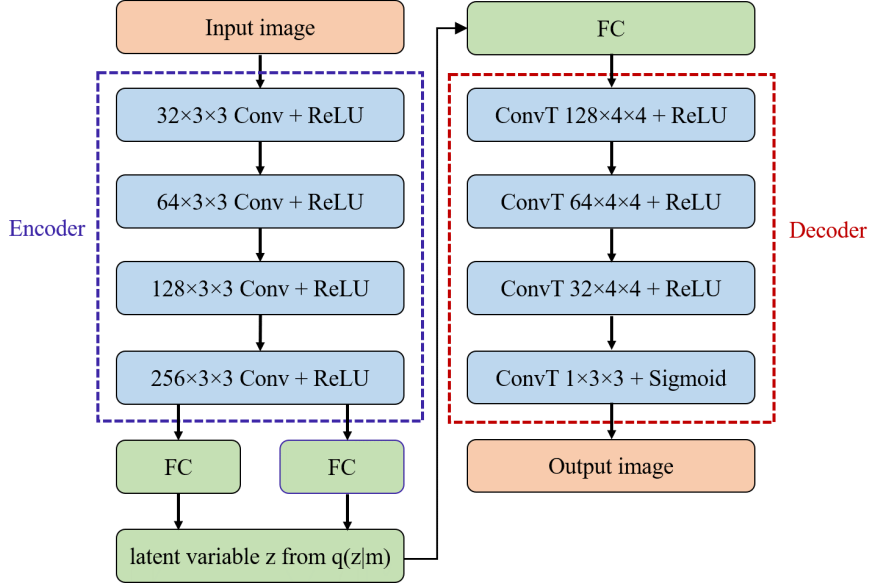 Input image
32×3×3 Conv + ReLU
64×3×3 Conv + ReLU
Encoder
128×3×3 Conv + ReLU
256×3×3 Conv + ReLU
FC
FC
latent variable z from q(z|m)
FC
ConvT 128×4×4 + ReLU
ConvT 64×4×4 + ReLU
Decoder
ConvT 32×4×4 + ReLU
ConvT 1×3×3 + Sigmoid
Output image